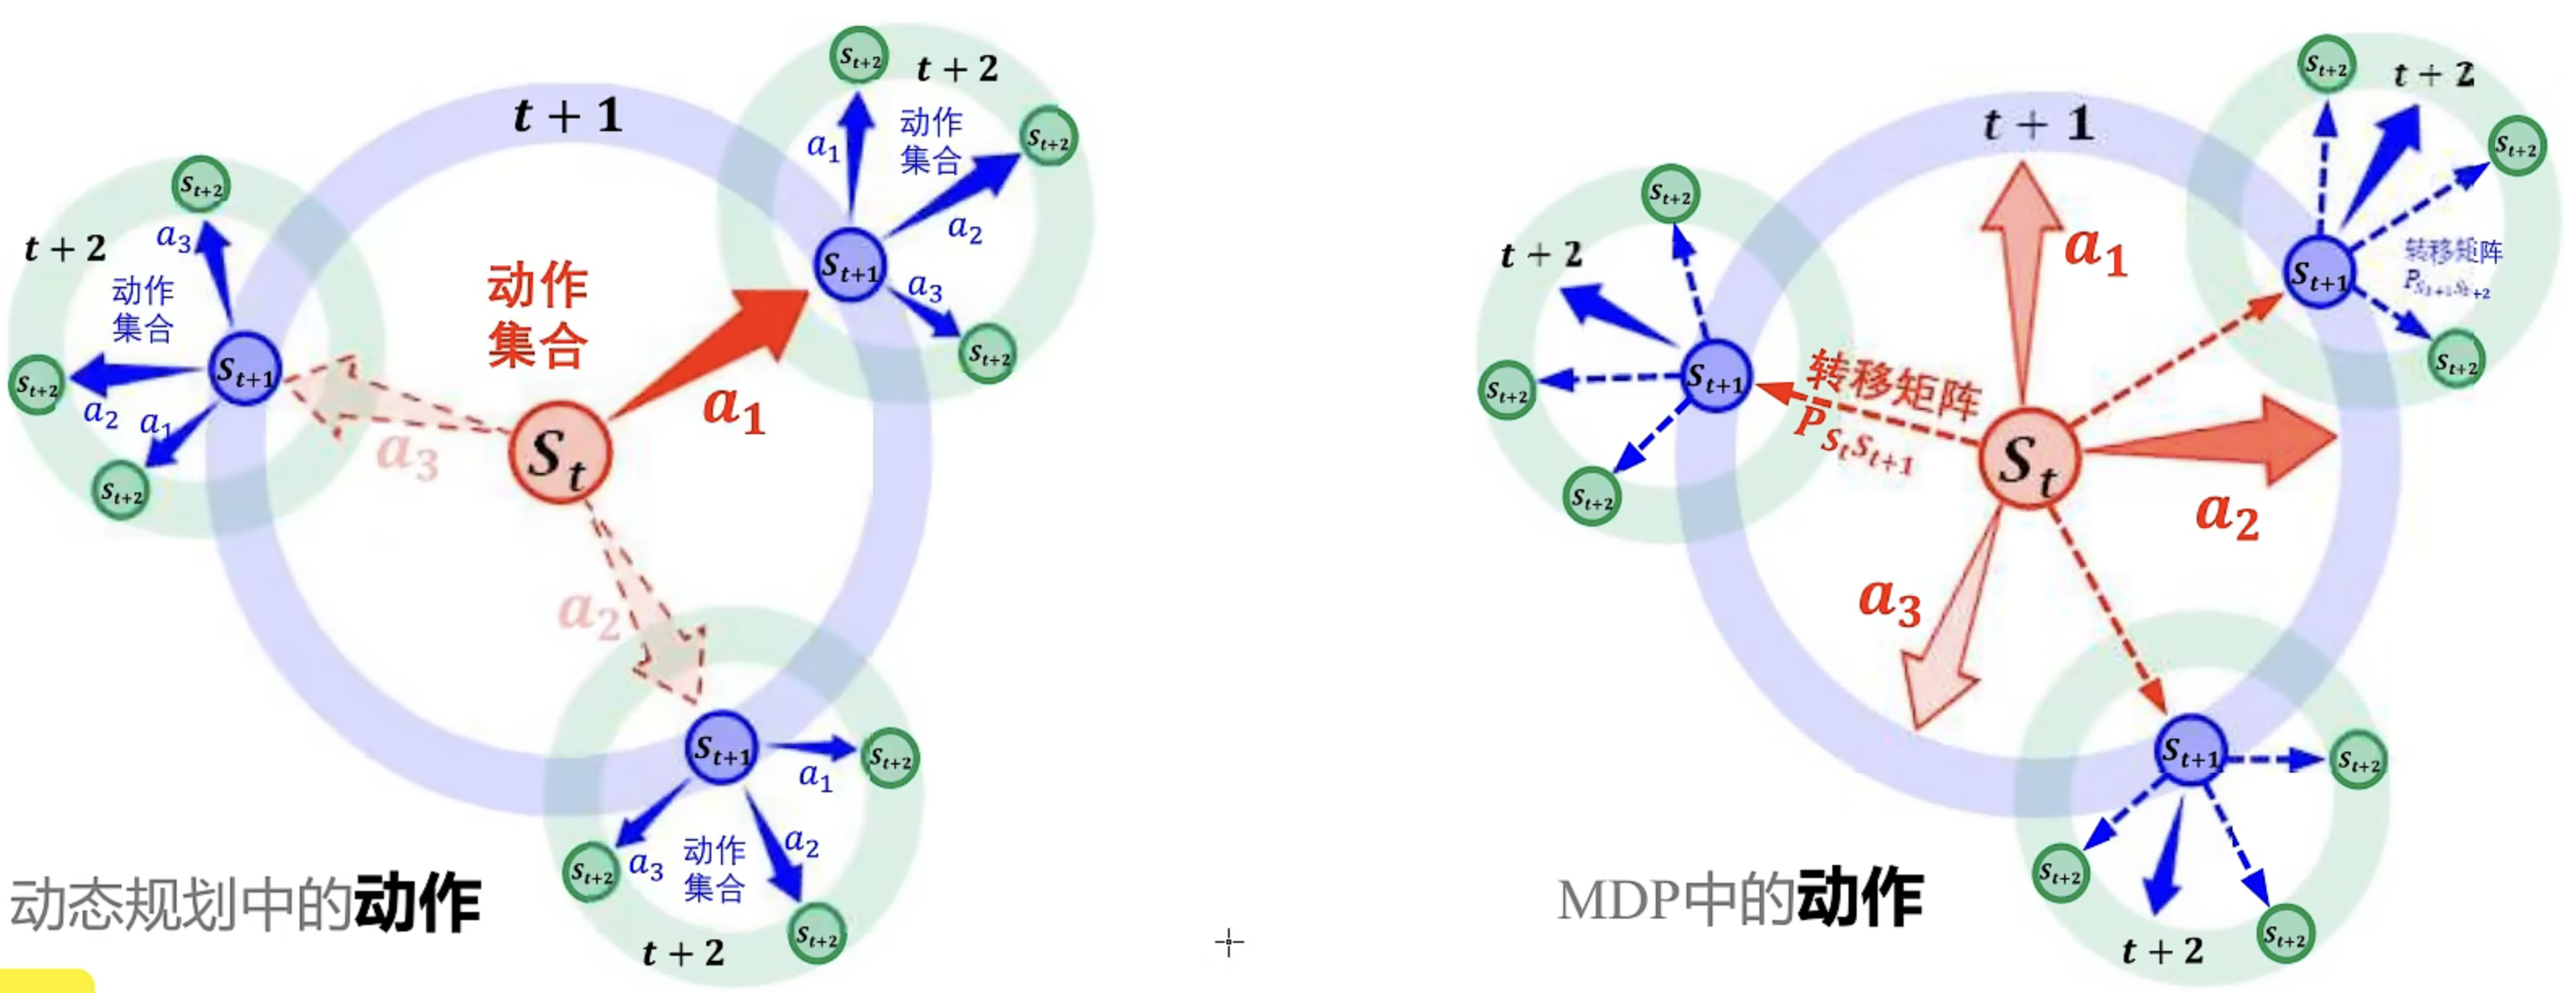 t + 1
S_{t+2}
t + 2
动作
集合
a_1
S_{t+2}
a_2
S_{t+1}
a_3
S_{t+2}
S_{t+2}
a_3
t + 2
动作
集合
S_{t+1}
S_{t+2}
a_2
a_1
S_{t+2}
动作
集合
a_1
a_3
S_t
a_2
S_{t+1}
a_1
S_{t+2}
a_2
动作
集合
a_3
S_{t+2}
S_{t+2}
t + 2
动态规划中的动作
t + 1
S_{t+2}
t + 2
S_{t+2}
转移矩阵
P_{S_{t+1}S_{t+2}}
S_{t+1}
S_{t+2}
S_{t+2}
t + 2
S_{t+1}
S_{t+2}
S_{t+2}
a_1
转移矩阵
P_{S_tS_{t+1}}
S_t
a_2
a_3
S_{t+1}
S_{t+2}
S_{t+2}
S_{t+2}
t + 2
MDP中的动作